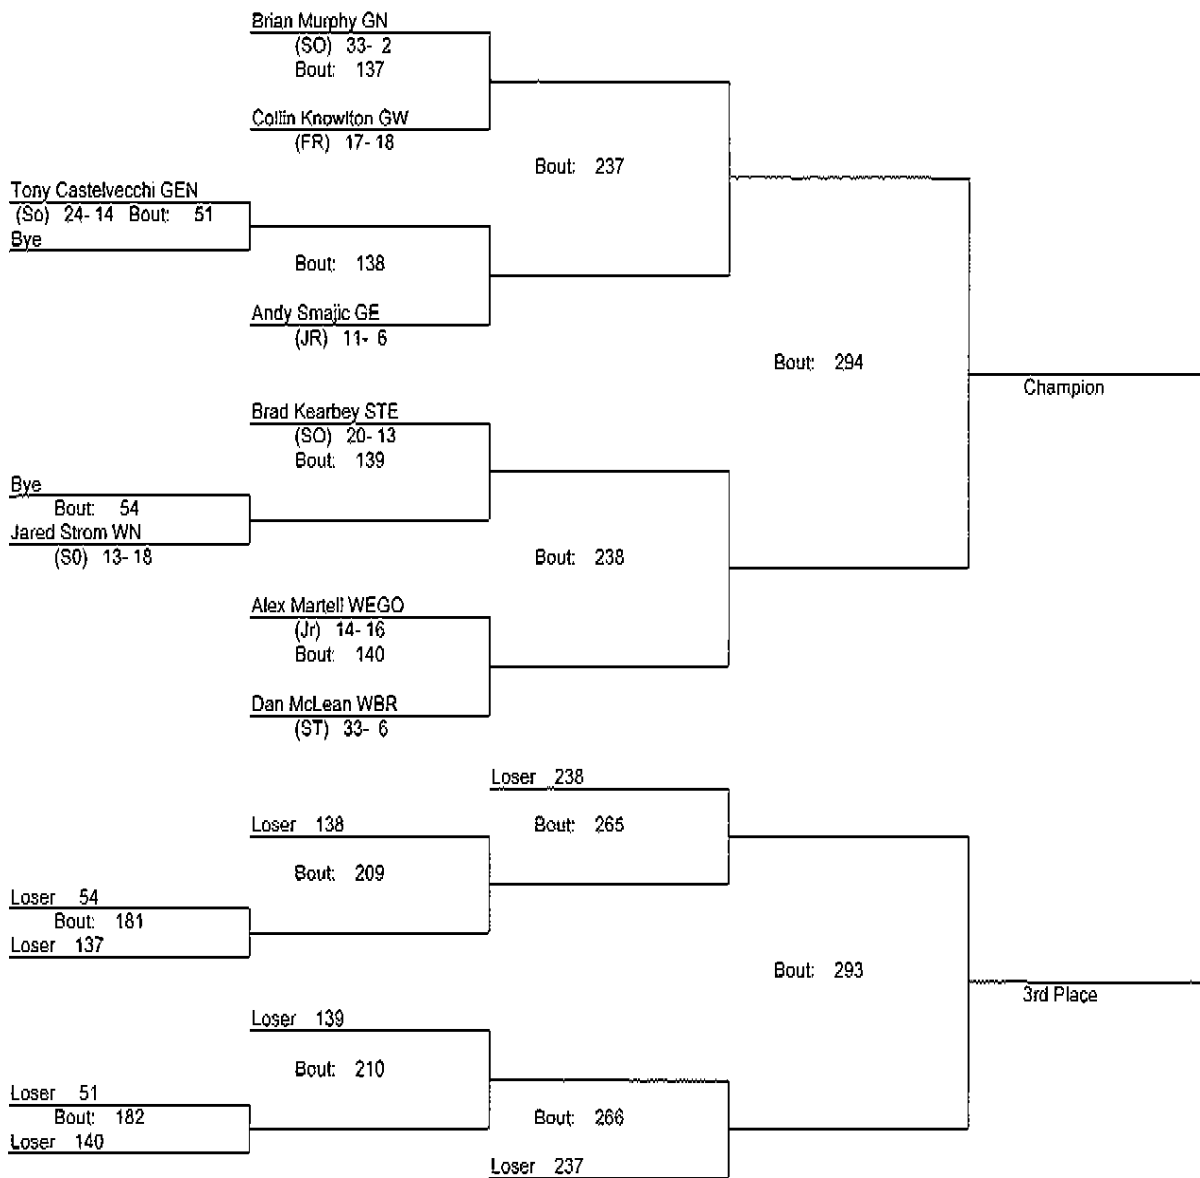 Brian Murphy GN
(SO) 33- 2
Bout: 137
Collin Knowlton GW
(FR) 17- 18
Bout: 237
Tony Castelvecchi GEN
(So) 24- 14 Bout: 51
Bye
Bout: 138
Andy Smajic GE
(JR) 11- 6
Bout: 294
Champion
Brad Kearbey STE
(SO) 20- 13
Bout: 139
Bye
Bout: 54
Jared Strom WN
(S0) 13- 18
Bout: 238
Alex Martell WEGO
(Jr) 14- 16
Bout: 140
Dan McLean WBR
(ST) 33- 6
Loser 238
Bout: 265
Loser 138
Bout: 209
Loser 54
Bout: 181
Loser 137
Bout: 293
3rd Place
Loser 139
Bout: 210
Loser 51
Bout: 182
Loser 140
Bout: 266
Loser 237